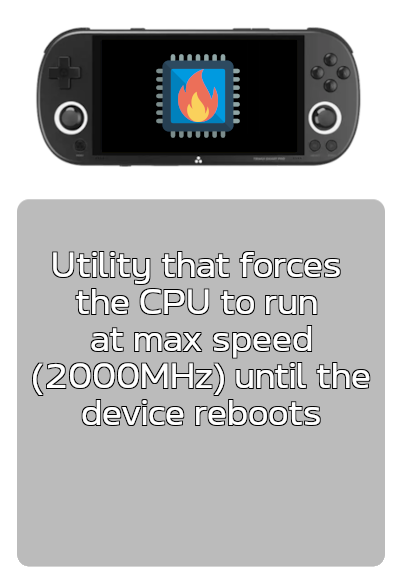 Utility that forces
the CPU to run
at max speed
(2000MHz) until the
device reboots